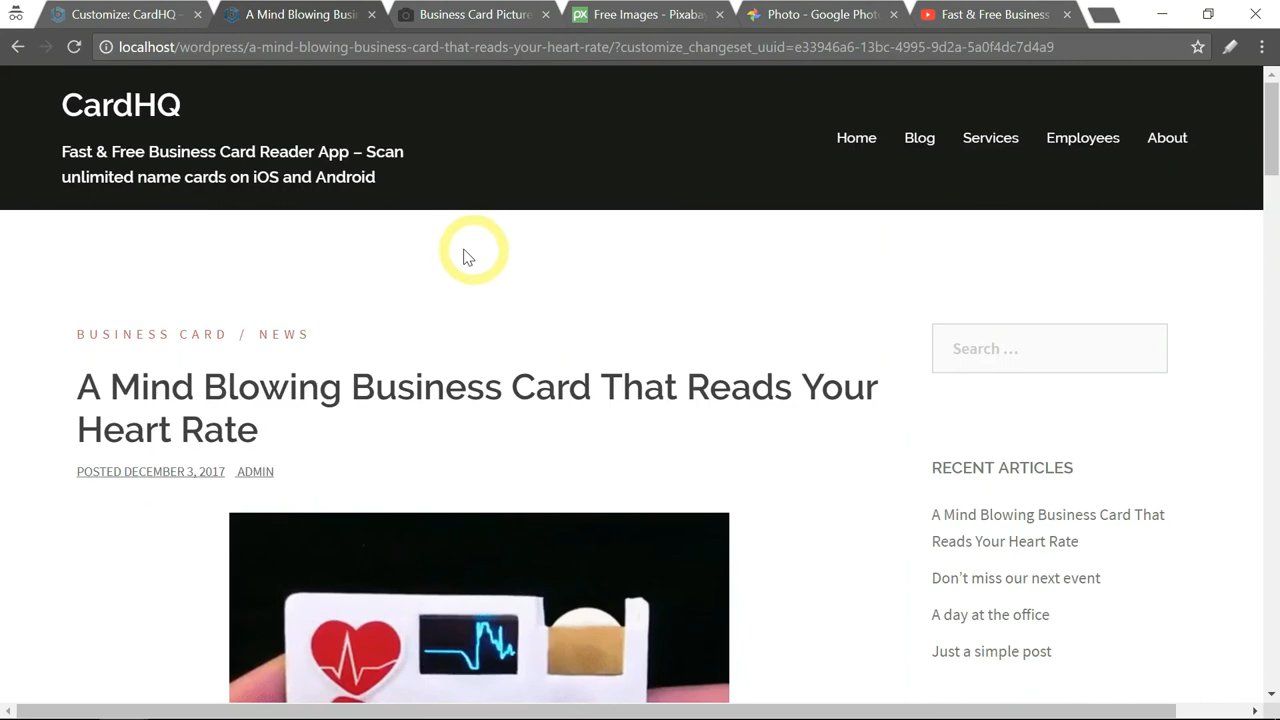 Customize: CardHQ –
A Mind Blowing Busin
Business Card Picture
Free Images - Pixabay
Photo - Google Photo
Fast & Free Business
localhost/wordpress/a-mind-blowing-business-card-that-reads-your-heart-rate/?customize_changeset_uuid=e33946a6-13bc-4995-9d2a-5a0f4dc7d4a9
CardHQ
Fast & Free Business Card Reader App – Scan
unlimited name cards on iOS and Android
Home Blog Services Employees About
BUSINESS CARD / NEWS
A Mind Blowing Business Card That Reads Your
Heart Rate
POSTED DECEMBER 3, 2017 ADMIN
Search …
RECENT ARTICLES
A Mind Blowing Business Card That
Reads Your Heart Rate
Don’t miss our next event
A day at the office
Just a simple post